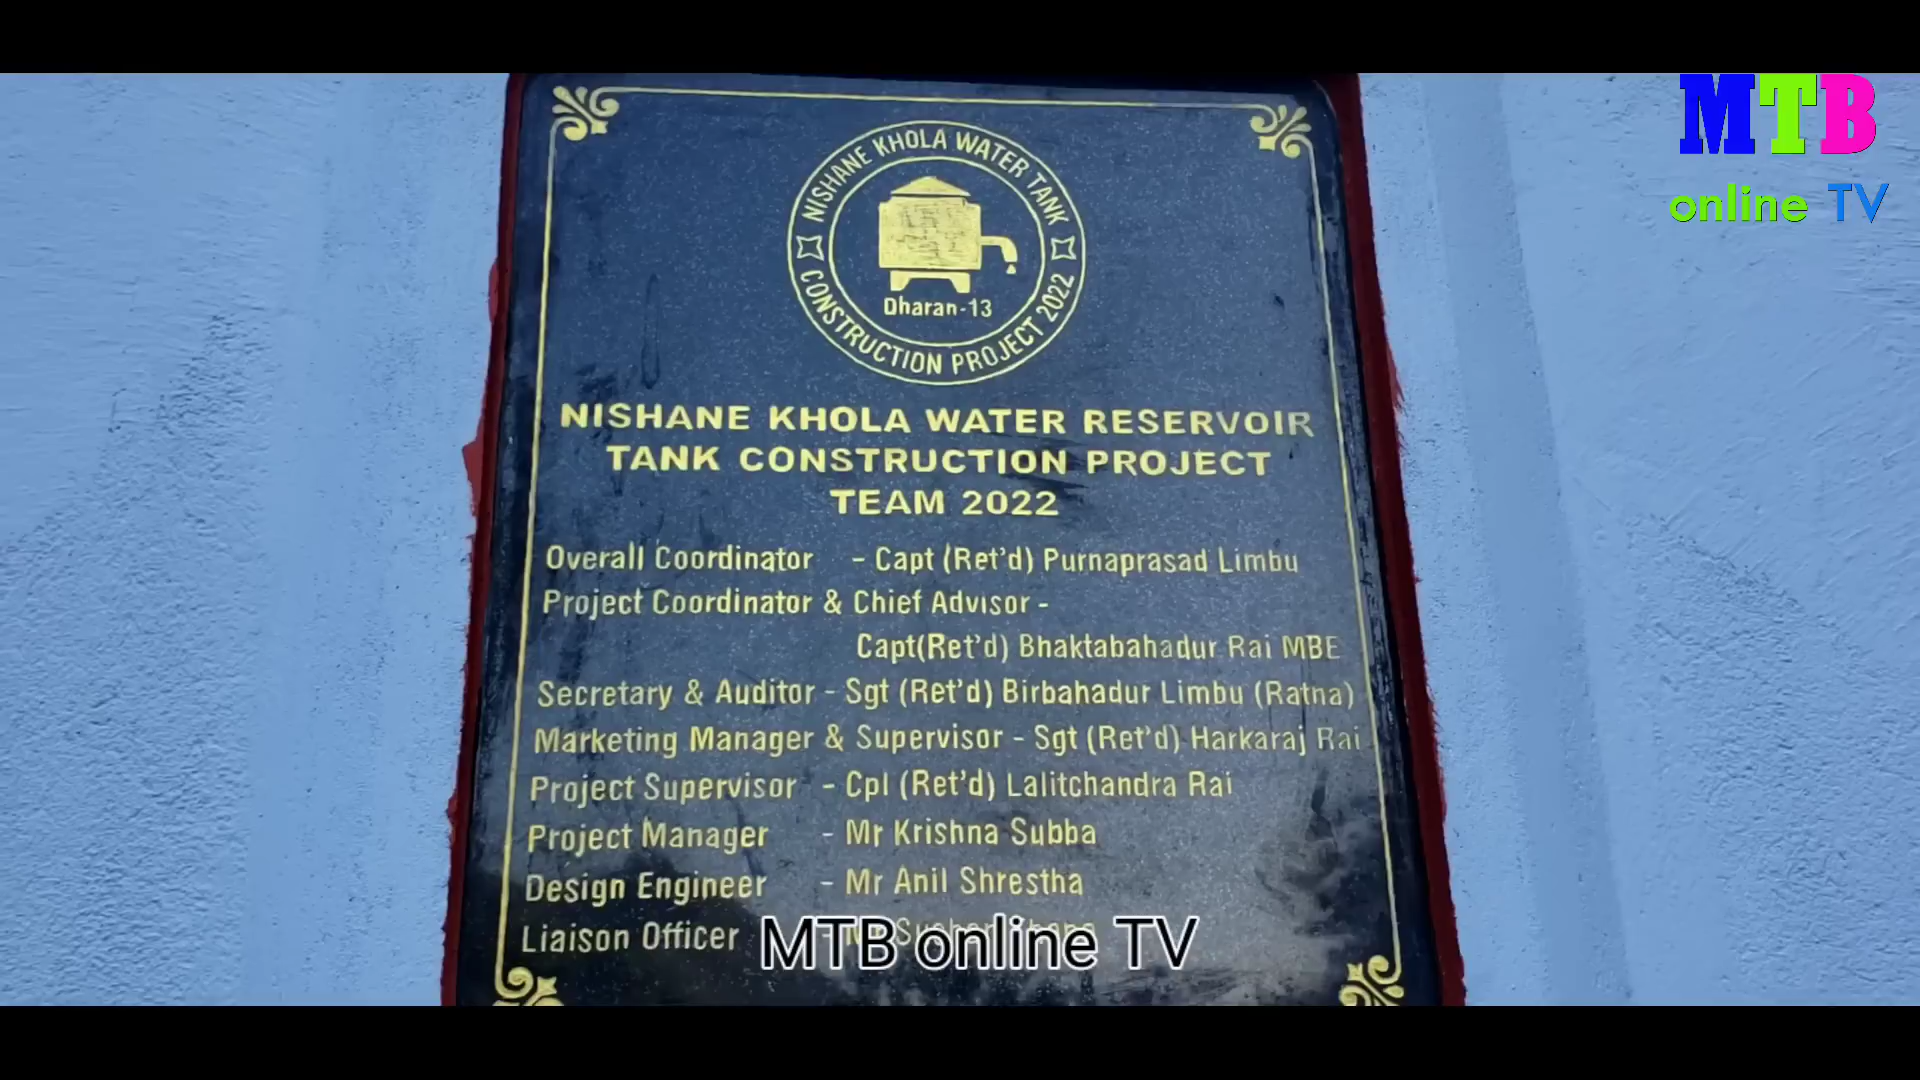 MTB
online TV
NISHANE KHOLA WATER TANK
CONSTRUCTION PROJECT 2022
Dharan-13
NISHANE KHOLA WATER RESERVOIR
TANK CONSTRUCTION PROJECT
TEAM 2022
Overall Coordinator - Capt (Ret'd) Purnaprasad Limbu
Project Coordinator & Chief Advisor -
Capt(Ret'd) Bhaktabahadur Rai MBE
Secretary & Auditor - Sgt (Ret'd) Birbahadur Limbu (Ratna)
Marketing Manager & Supervisor - Sgt (Ret'd) Harkaraj Rai
Project Supervisor - Cpl (Ret'd) Lalitchandra Rai
Project Manager - Mr Krishna Subba
Design Engineer - Mr Anil Shrestha
Liaison Officer
MTB online TV